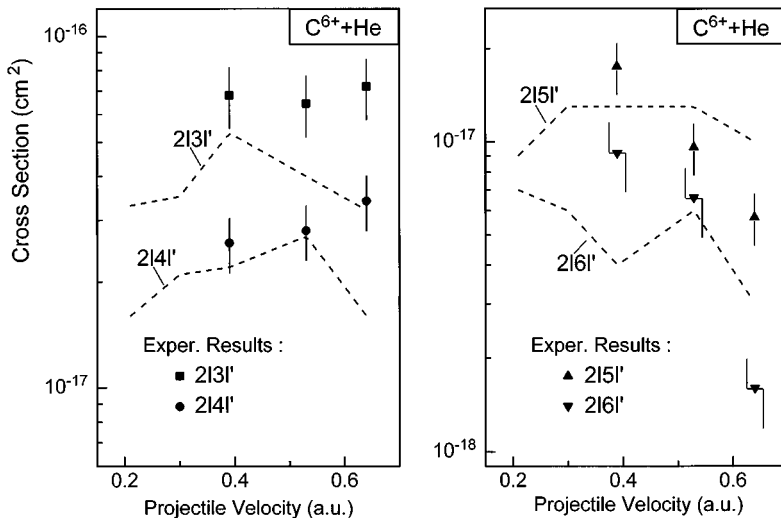 C⁶⁺+He
10⁻¹⁶
Cross Section (cm²)
2l3l'
2l4l'
Exper. Results :
2l3l'
2l4l'
10⁻¹⁷
0.2 0.4 0.6
Projectile Velocity (a.u.)
C⁶⁺+He
2l5l'
10⁻¹⁷
2l6l'
Exper. Results :
2l5l'
2l6l'
10⁻¹⁸
0.2 0.4 0.6
Projectile Velocity (a.u.)